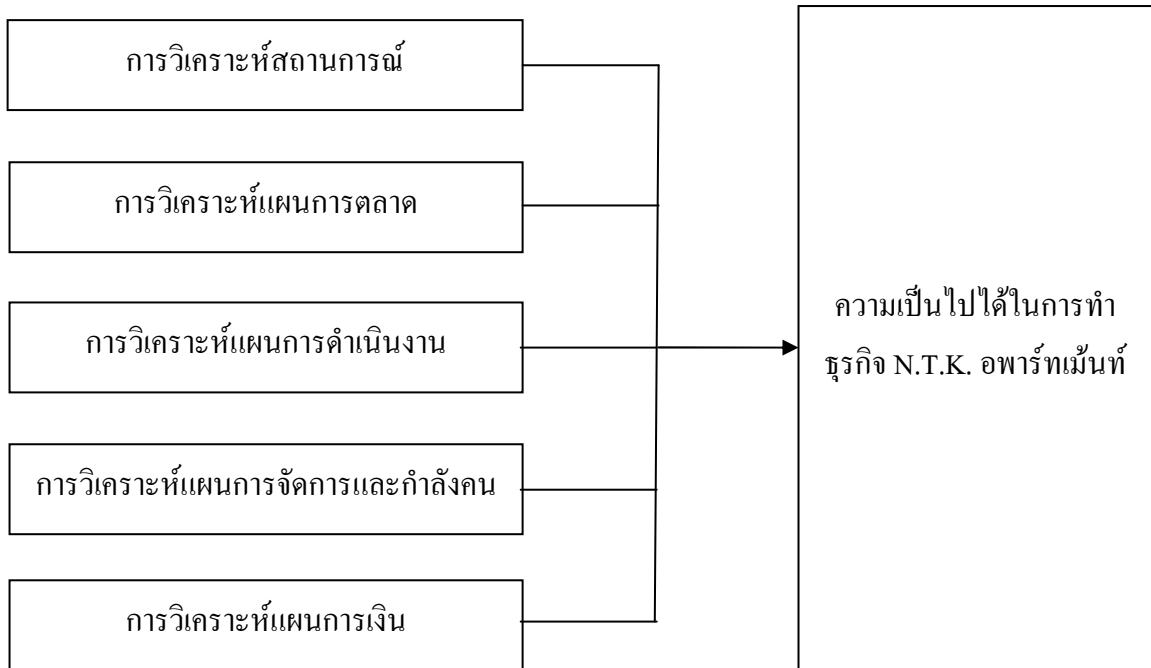 การวิเคราะห์สถานการณ์
การวิเคราะห์แผนการตลาด
การวิเคราะห์แผนการดำเนินงาน
การวิเคราะห์แผนการจัดการและกำลังคน
การวิเคราะห์แผนการเงิน
ความเป็นไปได้ในการทำ
ธุรกิจ N.T.K. อพาร์ทเม้นท์